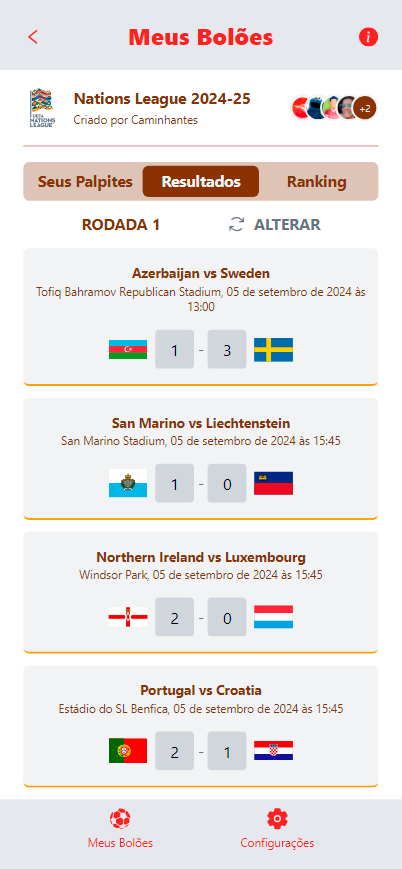 Meus Bolões
i
UEFA
NATIONS
LEAGUE
Nations League 2024-25
Criado por Caminhantes
+2
Seus Palpites
Resultados
Ranking
RODADA 1
ALTERAR
Azerbaijan vs Sweden
Tofiq Bahramov Republican Stadium, 05 de setembro de 2024 às
13:00
1 - 3
San Marino vs Liechtenstein
San Marino Stadium, 05 de setembro de 2024 às 15:45
1 - 0
Northern Ireland vs Luxembourg
Windsor Park, 05 de setembro de 2024 às 15:45
2 - 0
Portugal vs Croatia
Estádio do SL Benfica, 05 de setembro de 2024 às 15:45
2 - 1
Meus Bolões
Configurações